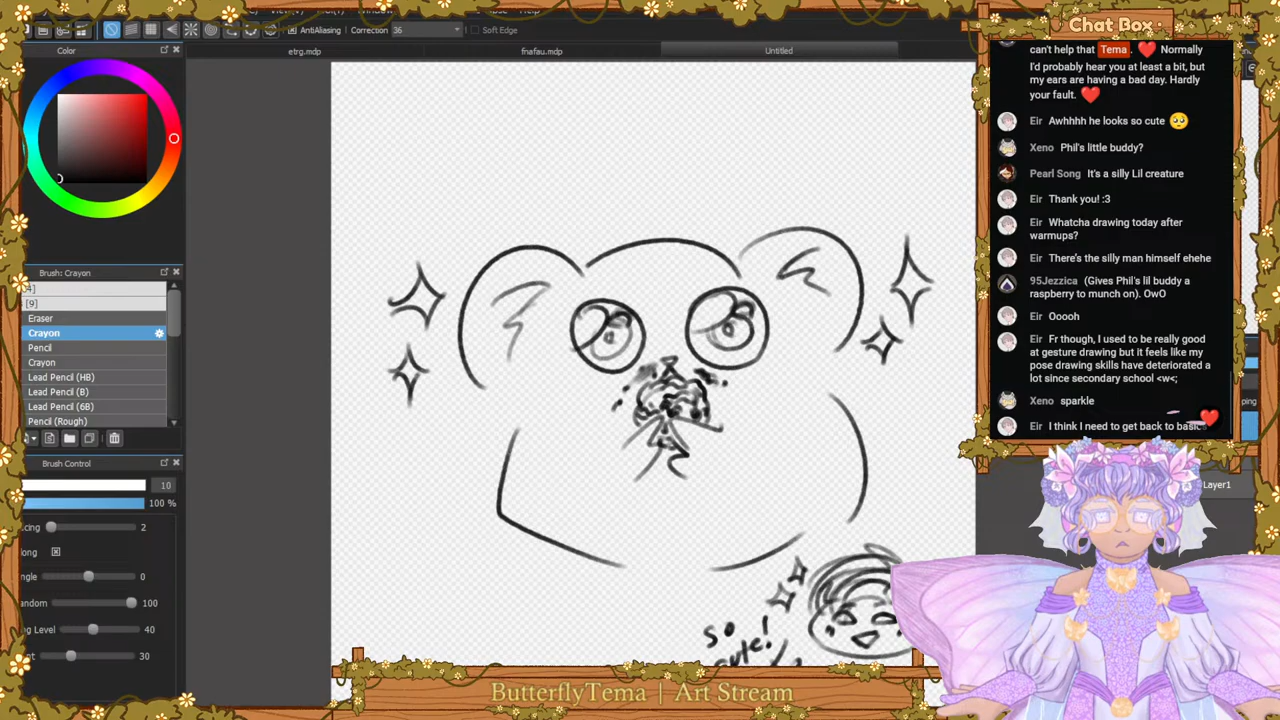 AntiAliasing
Correction
36
Soft Edge
etrg.mdp
fnafau.mdp
Untitled
Color
Brush: Crayon
4]
[9]
Eraser
Crayon
Pencil
Crayon
Lead Pencil (HB)
Lead Pencil (B)
Lead Pencil (6B)
Pencil (Rough)
Brush Control
10
100 %
2
0
100
40
30
Chat Box
can't help that Tema . Normally
I'd probably hear you at least a bit, but
my ears are having a bad day. Hardly
your fault.
Eir Awhhhh he looks so cute
Xeno Phil's little buddy?
Pearl Song It's a silly Lil creature
Eir Thank you! :3
Eir Whatcha drawing today after
warmups?
Eir There's the silly man himself ehehe
95Jezzica (Gives Phil's lil buddy a
raspberry to munch on). OwO
Eir Ooooh
Eir Fr though, I used to be really good
at gesture drawing but it feels like my
pose drawing skills have deteriorated a
lot since secondary school <w<;
Xeno sparkle
Eir I think I need to get back to basics
Layer1
so
cute!
ButterflyTema | Art Stream